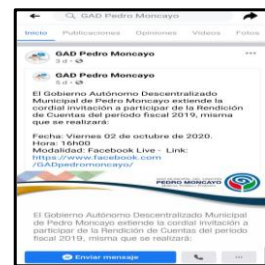 GAD Pedro Moncayo
Inicio Publicaciones Opiniones Videos Fotos
GAD Pedro Moncayo
3 d
GAD Pedro Moncayo
5 d
El Gobierno Autónomo Descentralizado
Municipal de Pedro Moncayo extiende la
cordial invitación a participar de la Rendición
de Cuentas del período fiscal 2019, misma
que se realizará:
Fecha: Viernes 02 de octubre de 2020.
Hora: 16h00
Modalidad: Facebook Live - Link:
https://www.facebook.com
/GADpedromoncayo/
PEDRO MONCAYO
El Gobierno Autónomo Descentralizado Municipal
de Pedro Moncayo extiende la cordial invitación a
participar de la Rendición de Cuentas del período
fiscal 2019, misma que se realizará:
Enviar mensaje